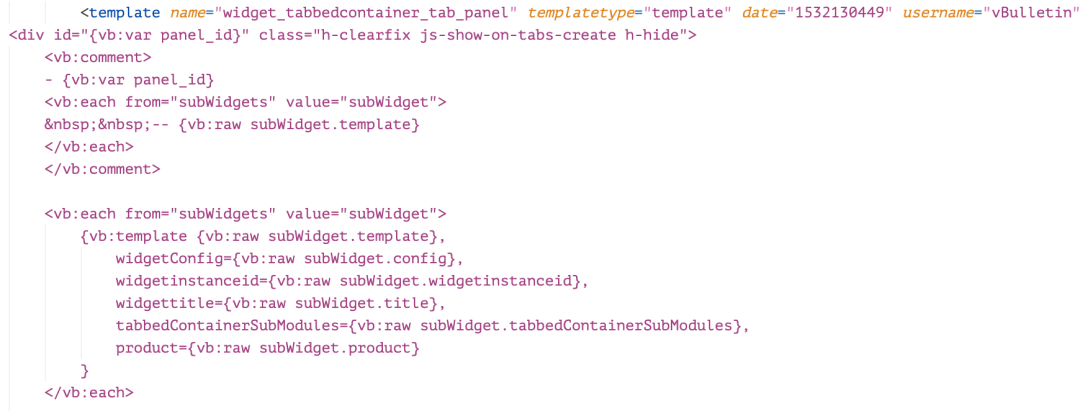 <template name="widget_tabbedcontainer_tab_panel" templatetype="template" date="1532130449" username="vBulletin"
<div id="{vb:var panel_id}" class="h-clearfix js-show-on-tabs-create h-hide">
<vb:comment>
- {vb:var panel_id}
<vb:each from="subWidgets" value="subWidget">
&nbsp;&nbsp;-- {vb:raw subWidget.template}
</vb:each>
</vb:comment>
<vb:each from="subWidgets" value="subWidget">
{vb:template {vb:raw subWidget.template},
widgetConfig={vb:raw subWidget.config},
widgetinstanceid={vb:raw subWidget.widgetinstanceid},
widgettitle={vb:raw subWidget.title},
tabbedContainerSubModules={vb:raw subWidget.tabbedContainerSubModules},
product={vb:raw subWidget.product}
}
</vb:each>